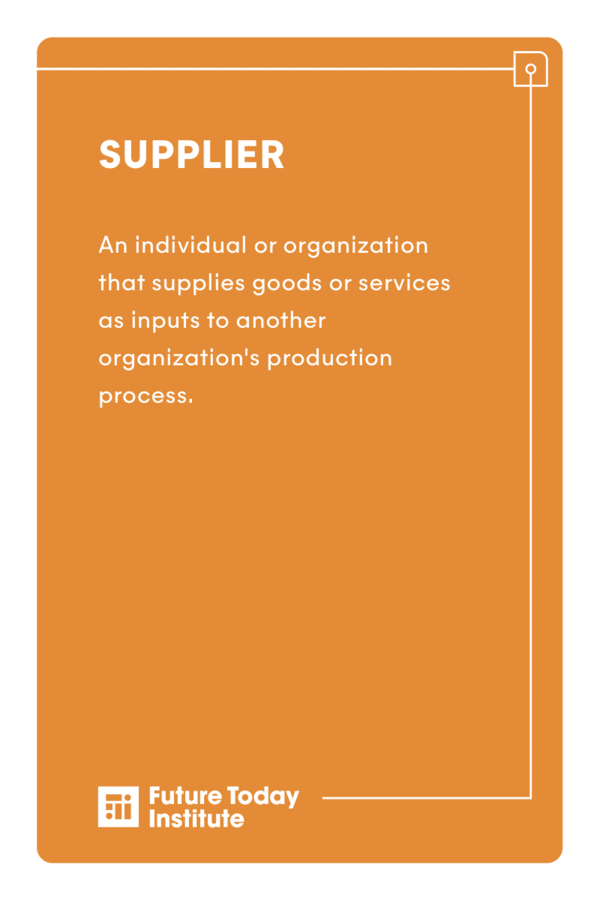 SUPPLIER
An individual or organization
that supplies goods or services
as inputs to another
organization's production
process.
Future Today
Institute